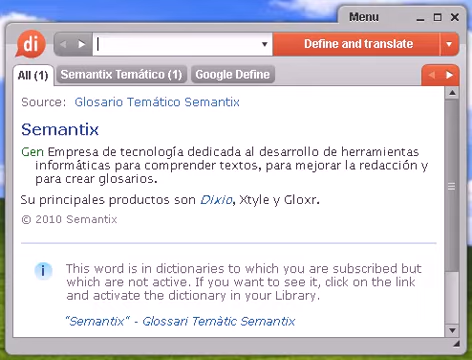 Menu
di
Define and translate
All (1)
Semantix Temático (1)
Google Define
Source: Glosario Temático Semantix
Semantix
Gen Empresa de tecnología dedicada al desarrollo de herramientas
informáticas para comprender textos, para mejorar la redacción y
para crear glosarios.
Su principales productos son Dixio, Xtyle y Gloxr.
© 2010 Semantix
i
This word is in dictionaries to which you are subscribed but
which are not active. If you want to see it, click on the link
and activate the dictionary in your Library.
"Semantix" - Glossari Temàtic Semantix